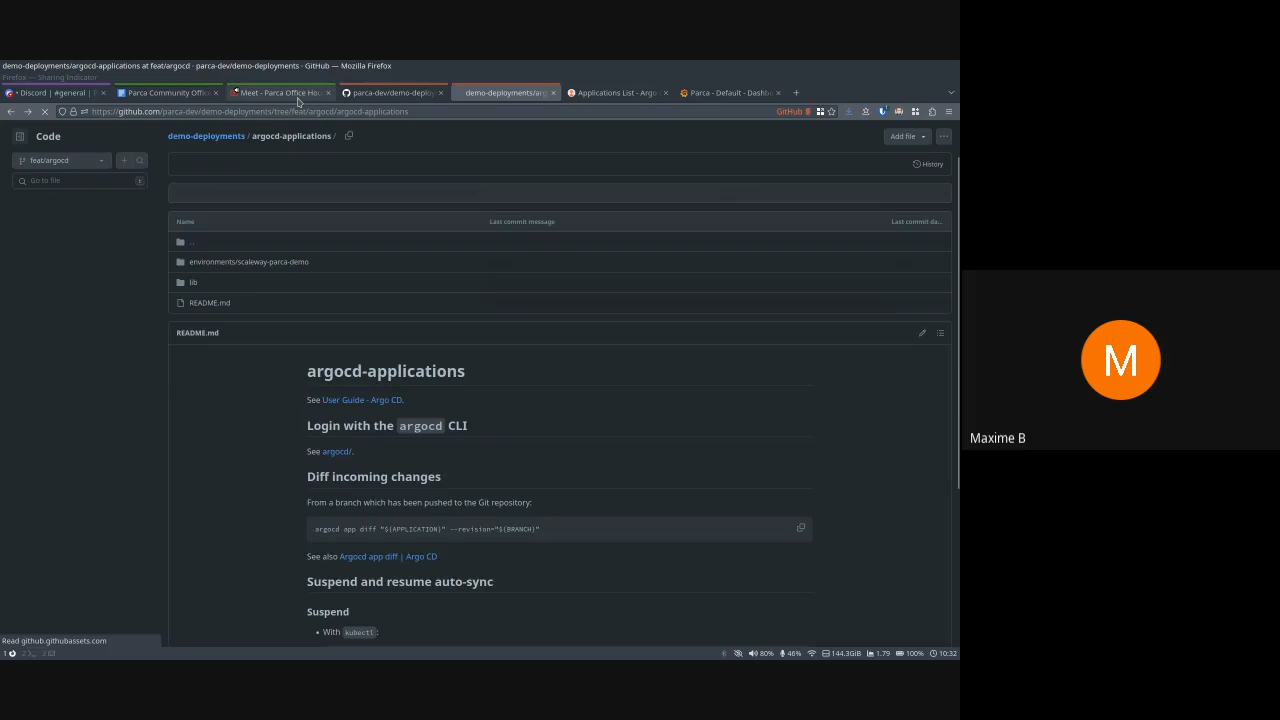 demo-deployments/argocd-applications at feat/argocd · parca-dev/demo-deployments · GitHub — Mozilla Firefox
Firefox — Sharing Indicator
Discord | #general | P
Parca Community Offic
Meet - Parca Office Hou
parca-dev/demo-deploy
demo-deployments/arg
Applications List - Argo
Parca - Default - Dashbo
https://github.com/parca-dev/demo-deployments/tree/feat/argocd/argocd-applications
GitHub
Code
demo-deployments / argocd-applications /
Add file
feat/argocd
History
Go to file
t
Name
Last commit message
Last commit da...
..
environments/scaleway-parca-demo
lib
README.md
README.md
argocd-applications
See User Guide - Argo CD.
Login with the argocd CLI
See argocd/.
Diff incoming changes
From a branch which has been pushed to the Git repository:
argocd app diff "${APPLICATION}" --revision="${BRANCH}"
See also Argocd app diff | Argo CD
Suspend and resume auto-sync
Suspend
• With kubectl:
Read github.githubassets.com
1
2
3
80%
46%
144.3GiB
1.79
100%
10:32
M
Maxime B